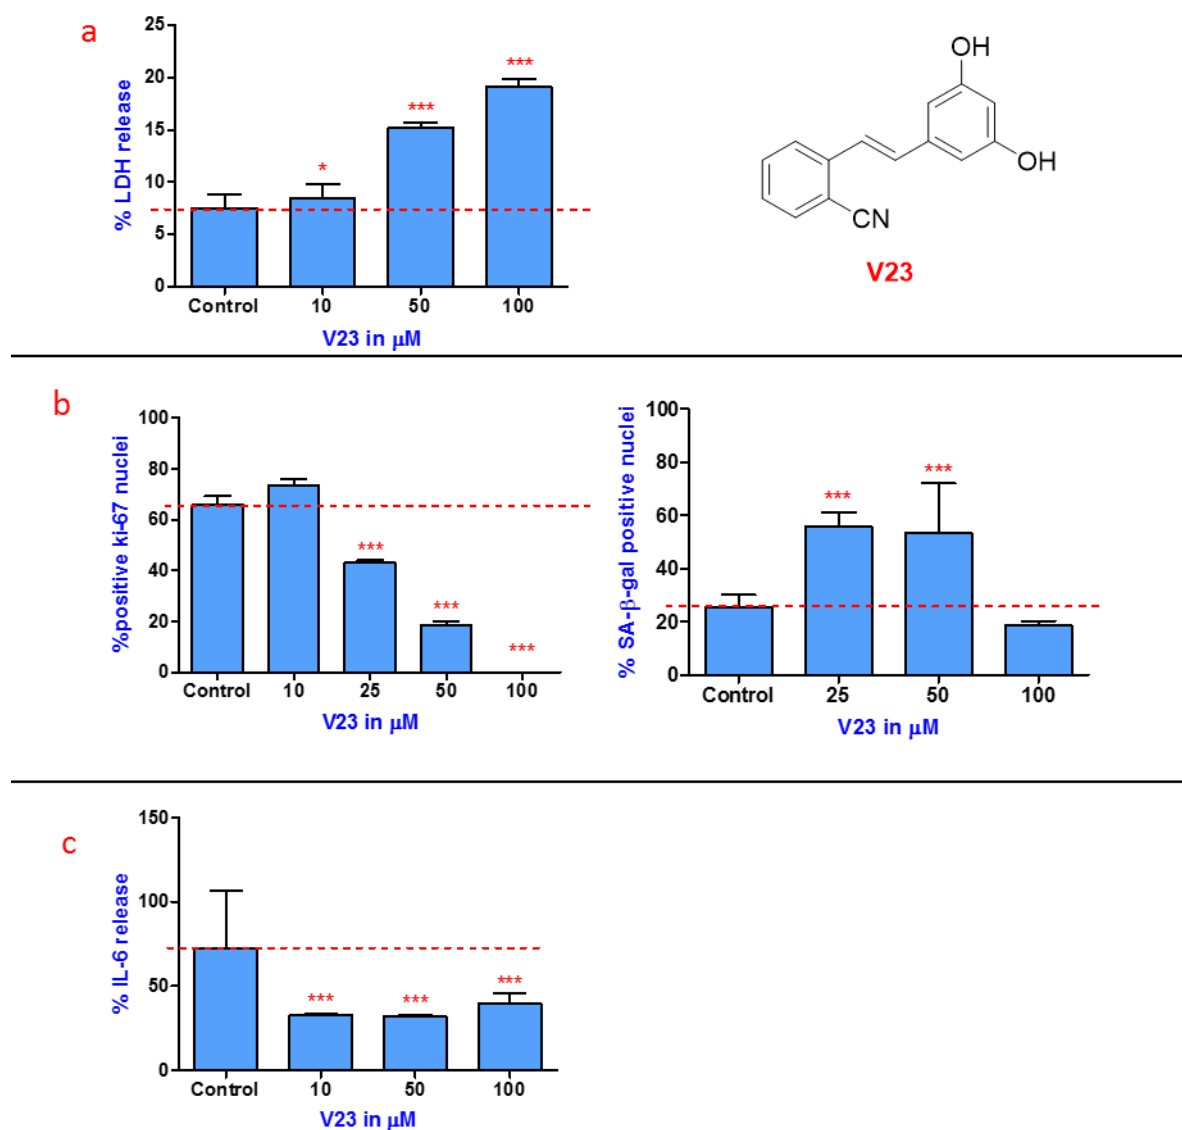 a
% LDH release
25
20
15
10
5
0
*
***
***
Control 10 50 100
V23 in μM
OH
OH
CN
V23
b
%positive ki-67 nuclei
100
80
60
40
20
0
***
***
***
Control 10 25 50 100
V23 in μM
% SA-β-gal positive nuclei
100
80
60
40
20
0
***
***
Control 25 50 100
V23 in μM
c
% IL-6 release
150
100
50
0
***
***
***
Control 10 50 100
V23 in μM